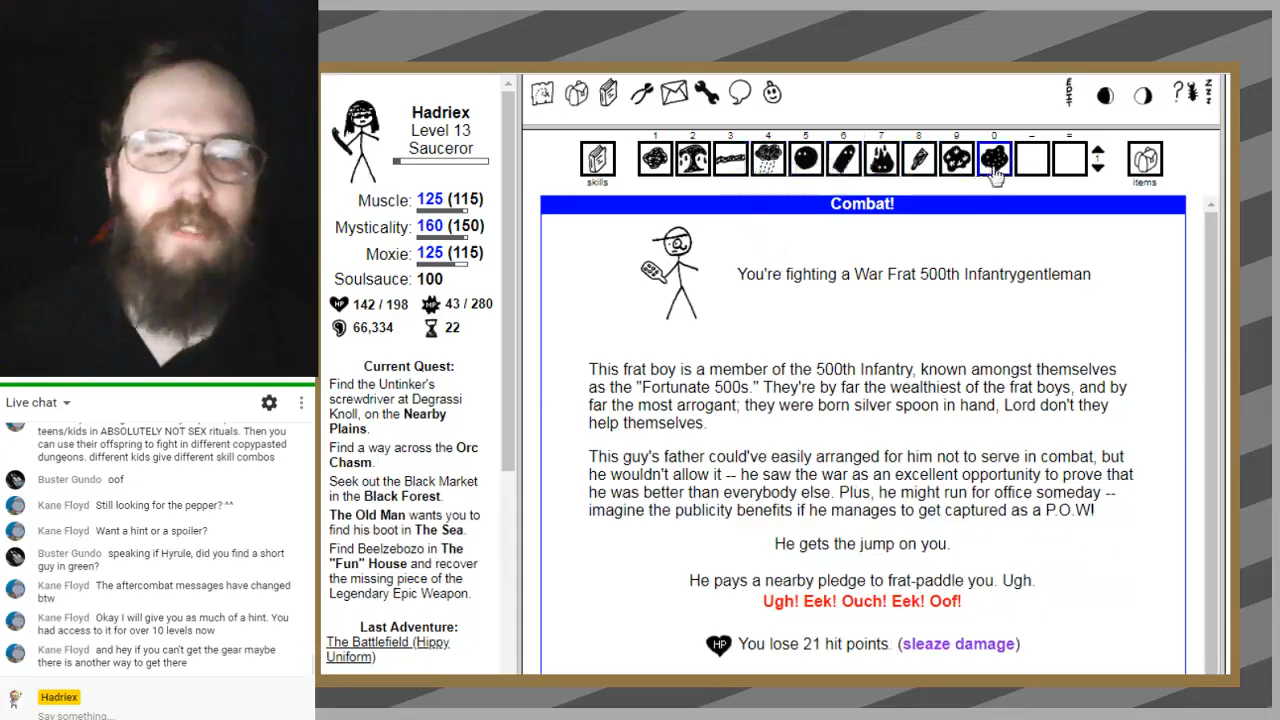 Live chat
teens/kids in ABSOLUTELY NOT SEX rituals. Then you
can use their offspring to fight in different copypasted
dungeons. different kids give different skill combos
Buster Gundo oof
Kane Floyd Still looking for the pepper? ^^
Kane Floyd Want a hint or a spoiler?
Buster Gundo speaking if Hyrule, did you find a short
guy in green?
Kane Floyd The aftercombat messages have changed
btw
Kane Floyd Okay I will give you as much of a hint. You
had access to it for over 10 levels now
Kane Floyd and hey if you can't get the gear maybe
there is another way to get there
Hadriex
Say something...
Hadriex
Level 13
Sauceror
Muscle: 125 (115)
Mysticality: 160 (150)
Moxie: 125 (115)
Soulsauce: 100
HP 142 / 198 MP 43 / 280
66,334 22
Current Quest:
Find the Untinker's
screwdriver at Degrassi
Knoll, on the Nearby
Plains.
Find a way across the Orc
Chasm.
Seek out the Black Market
in the Black Forest.
The Old Man wants you to
find his boot in The Sea.
Find Beelzebozo in The
"Fun" House and recover
the missing piece of the
Legendary Epic Weapon.
Last Adventure:
The Battlefield (Hippy
Uniform)
1 2 3 4 5 6 7 8 9 0 - =
1
skills
items
Combat!
You're fighting a War Frat 500th Infantrygentleman
This frat boy is a member of the 500th Infantry, known amongst themselves
as the "Fortunate 500s." They're by far the wealthiest of the frat boys, and by
far the most arrogant; they were born silver spoon in hand, Lord don't they
help themselves.
This guy's father could've easily arranged for him not to serve in combat, but
he wouldn't allow it -- he saw the war as an excellent opportunity to prove that
he was better than everybody else. Plus, he might run for office someday --
imagine the publicity benefits if he manages to get captured as a P.O.W!
He gets the jump on you.
He pays a nearby pledge to frat-paddle you. Ugh.
Ugh! Eek! Ouch! Eek! Oof!
HP You lose 21 hit points. (sleaze damage)